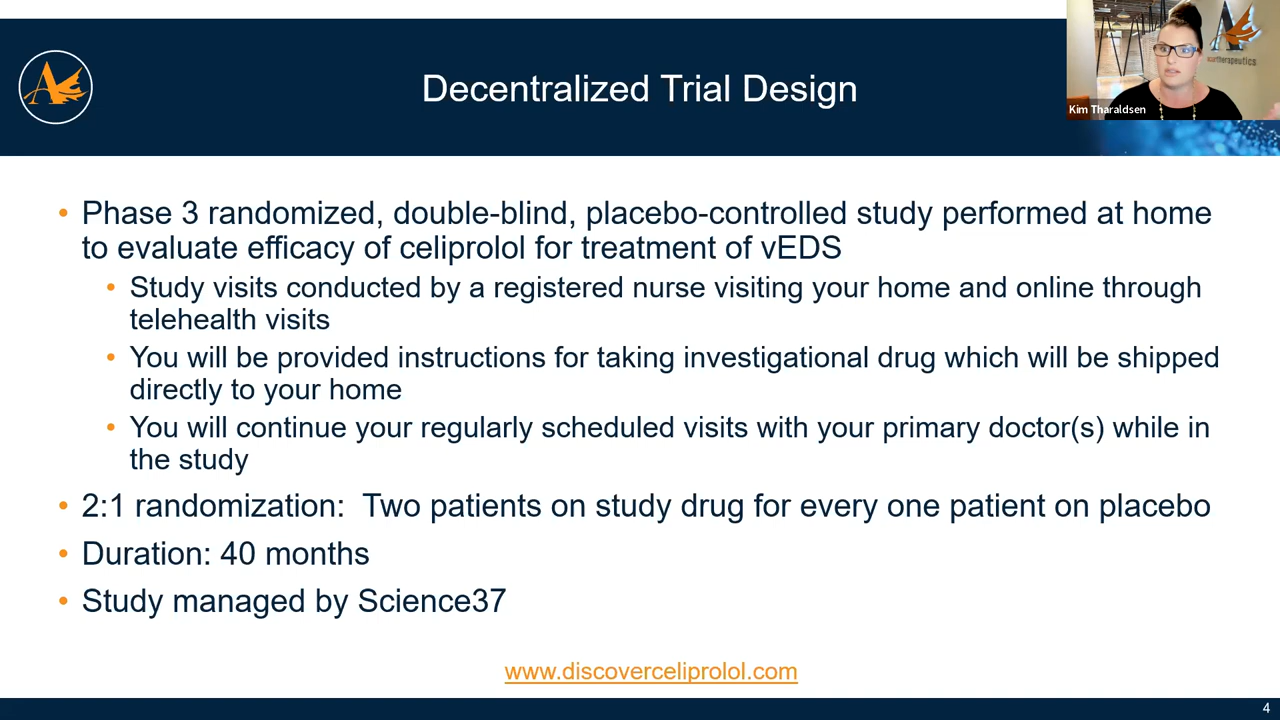 Decentralized Trial Design
Kim Tharaldsen
• Phase 3 randomized, double-blind, placebo-controlled study performed at home
to evaluate efficacy of celiprolol for treatment of vEDS
• Study visits conducted by a registered nurse visiting your home and online through
telehealth visits
• You will be provided instructions for taking investigational drug which will be shipped
directly to your home
• You will continue your regularly scheduled visits with your primary doctor(s) while in
the study
• 2:1 randomization:  Two patients on study drug for every one patient on placebo
• Duration: 40 months
• Study managed by Science37
www.discoverceliprolol.com
4